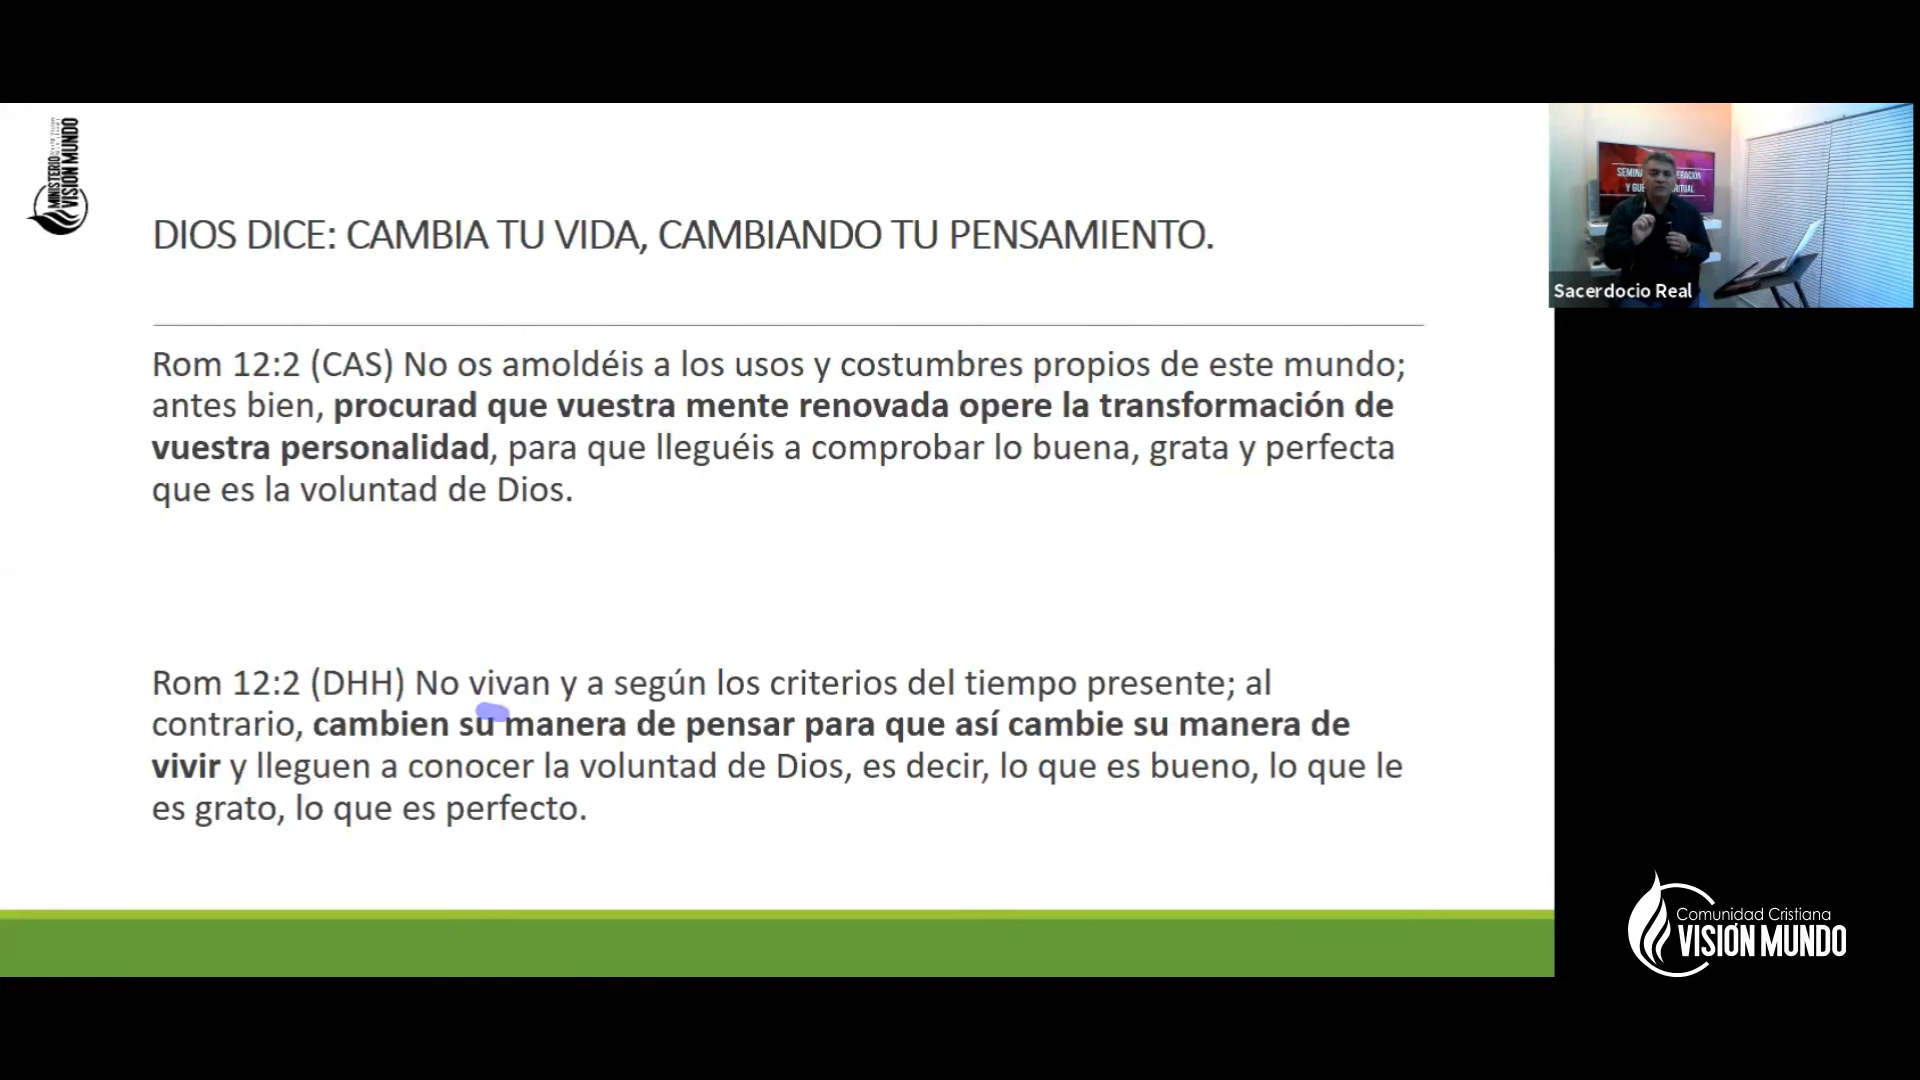 MINISTERIO
VISIÓN MUNDO
DIOS DICE: CAMBIA TU VIDA, CAMBIANDO TU PENSAMIENTO.
Rom 12:2 (CAS) No os amoldéis a los usos y costumbres propios de este mundo;
antes bien, procurad que vuestra mente renovada opere la transformación de
vuestra personalidad, para que lleguéis a comprobar lo buena, grata y perfecta
que es la voluntad de Dios.
Rom 12:2 (DHH) No vivan y a según los criterios del tiempo presente; al
contrario, cambien su manera de pensar para que así cambie su manera de
vivir y lleguen a conocer la voluntad de Dios, es decir, lo que es bueno, lo que le
es grato, lo que es perfecto.
Sacerdocio Real
Comunidad Cristiana
VISIÓN MUNDO